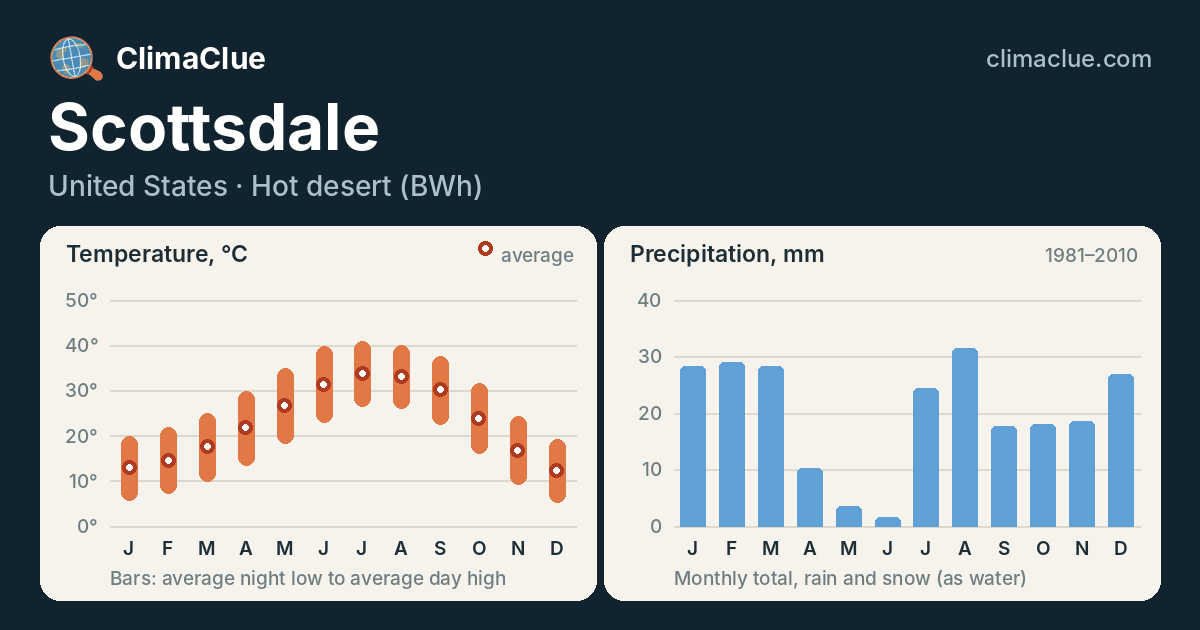 ClimaClue
climaclue.com
Scottsdale
United States · Hot desert (BWh)
Temperature, °C
average
50°
40°
30°
20°
10°
0°
J F M A M J J A S O N D
Bars: average night low to average day high
Precipitation, mm
1981–2010
40
30
20
10
0
J F M A M J J A S O N D
Monthly total, rain and snow (as water)